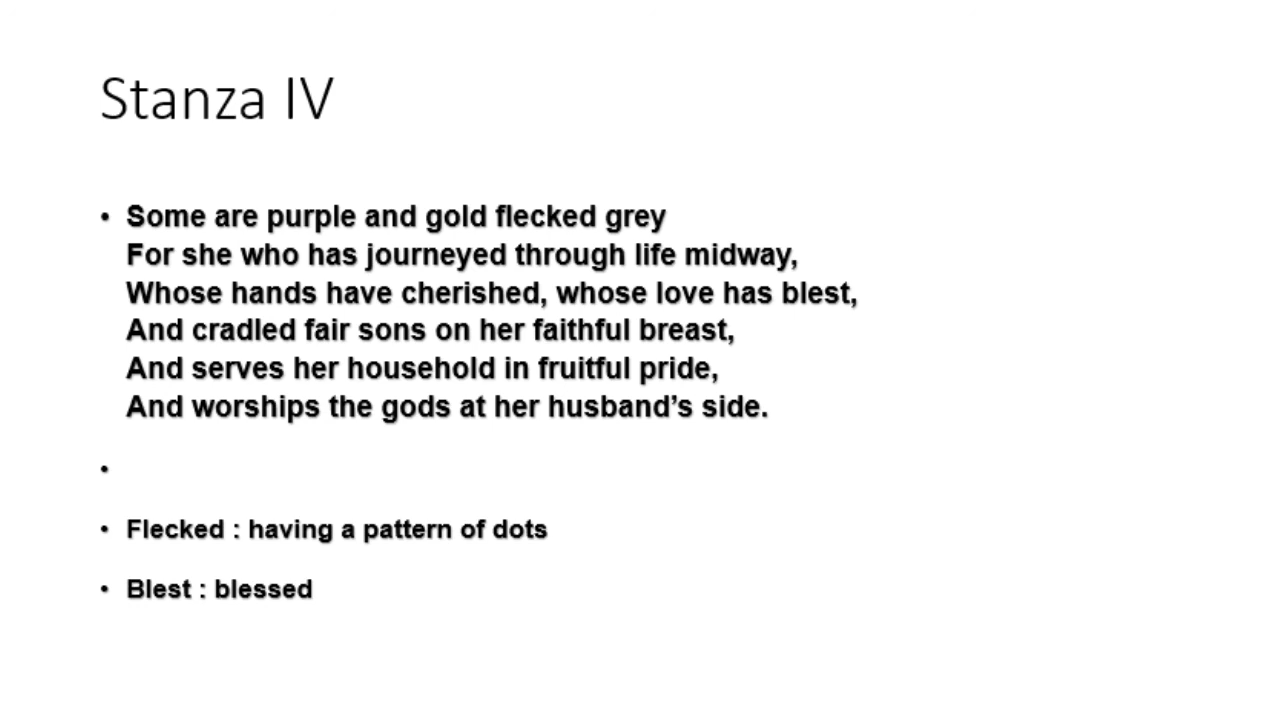 Stanza IV
• Some are purple and gold flecked grey
For she who has journeyed through life midway,
Whose hands have cherished, whose love has blest,
And cradled fair sons on her faithful breast,
And serves her household in fruitful pride,
And worships the gods at her husband’s side.
•
• Flecked : having a pattern of dots
• Blest : blessed